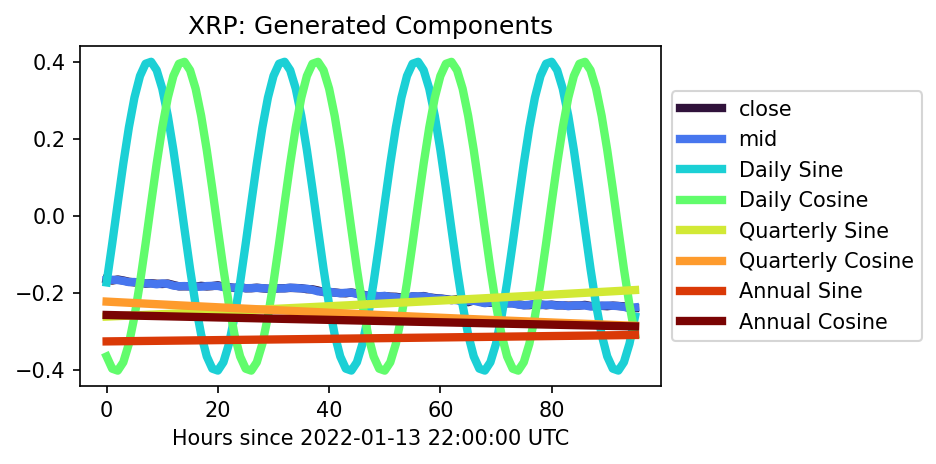 XRP: Generated Components
0.4
0.2
0.0
−0.2
−0.4
0
20
40
60
80
Hours since 2022-01-13 22:00:00 UTC
close
mid
Daily Sine
Daily Cosine
Quarterly Sine
Quarterly Cosine
Annual Sine
Annual Cosine